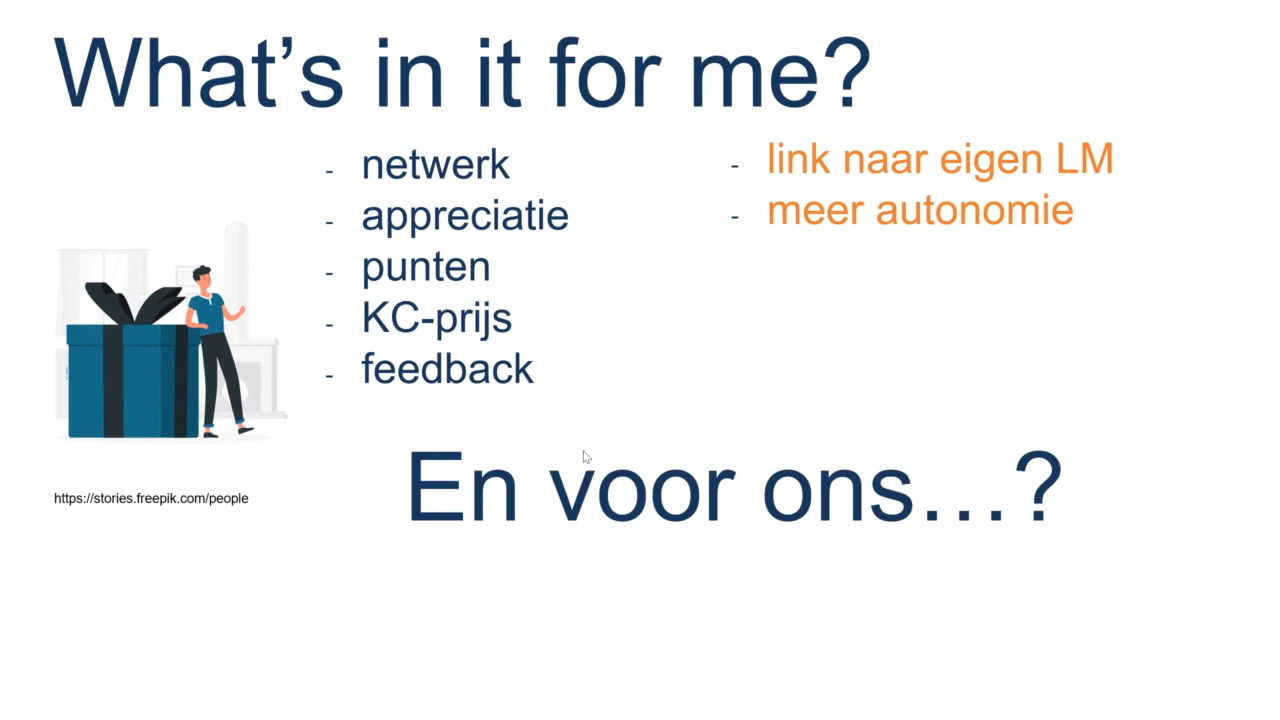 What's in it for me?
- netwerk
- appreciatie
- punten
- KC-prijs
- feedback
- link naar eigen LM
- meer autonomie
En voor ons…?
https://stories.freepik.com/people